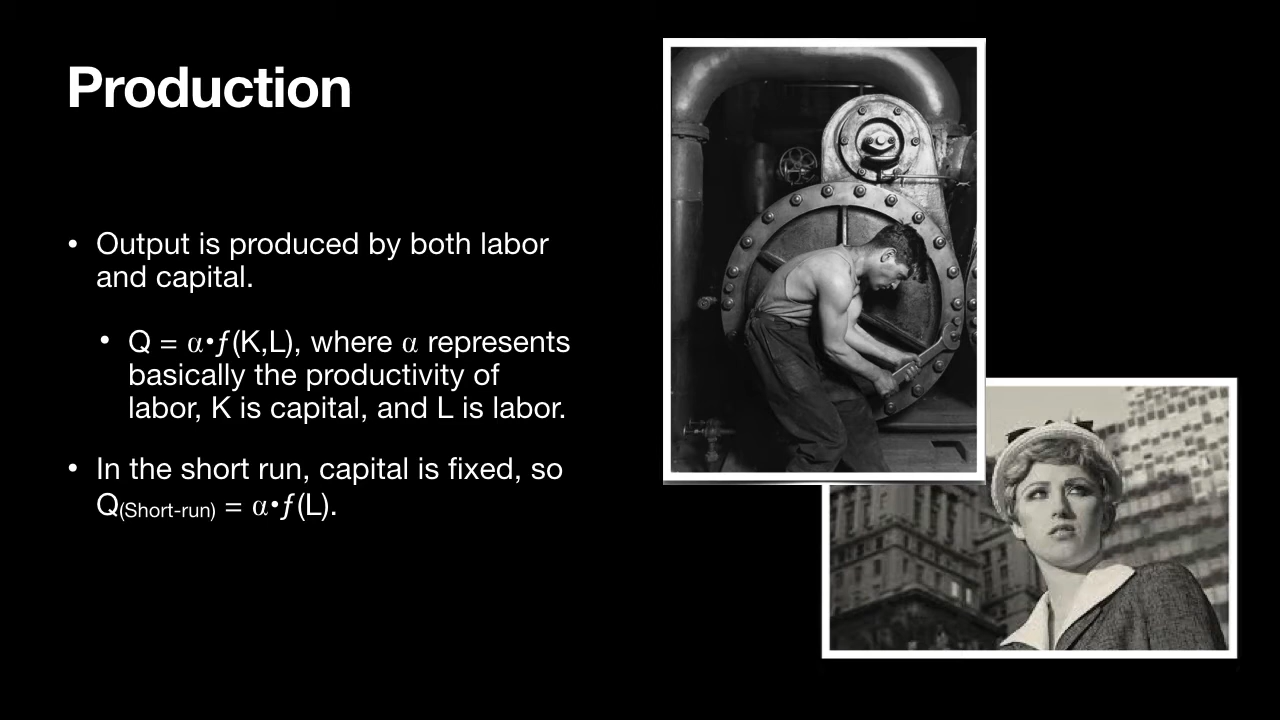 Production
• Output is produced by both labor
and capital.
• Q = α•ƒ(K,L), where α represents
basically the productivity of
labor, K is capital, and L is labor.
• In the short run, capital is fixed, so
Q(Short-run) = α•ƒ(L).